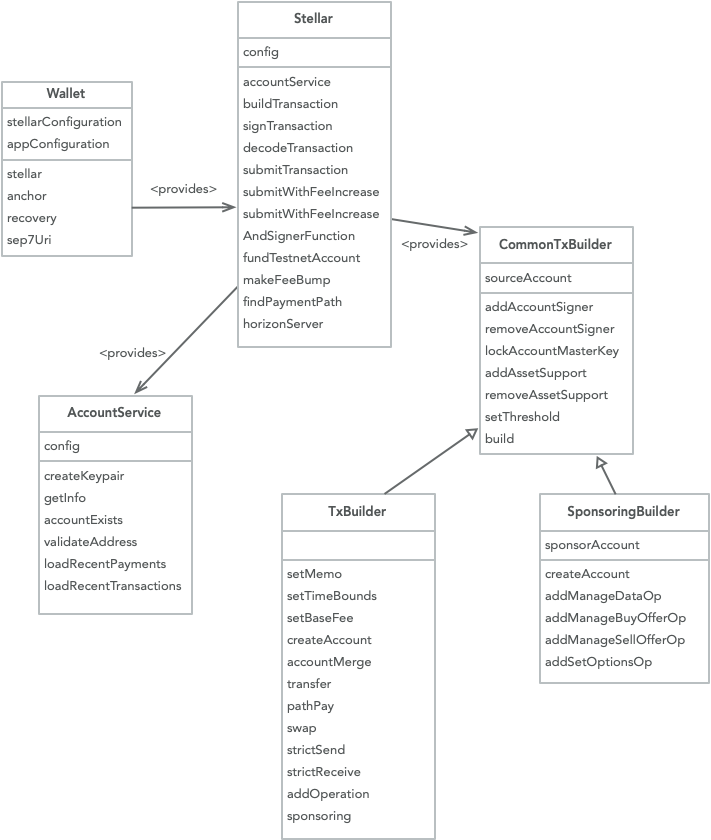 Stellar
config
accountService
buildTransaction
signTransaction
decodeTransaction
submitTransaction
submitWithFeeIncrease
submitWithFeeIncrease
AndSignerFunction
fundTestnetAccount
makeFeeBump
findPaymentPath
horizonServer
Wallet
stellarConfiguration
appConfiguration
stellar
anchor
recovery
sep7Uri
<provides>
<provides>
<provides>
CommonTxBuilder
sourceAccount
addAccountSigner
removeAccountSigner
lockAccountMasterKey
addAssetSupport
removeAssetSupport
setThreshold
build
AccountService
config
createKeypair
getInfo
accountExists
validateAddress
loadRecentPayments
loadRecentTransactions
TxBuilder
setMemo
setTimeBounds
setBaseFee
createAccount
accountMerge
transfer
pathPay
swap
strictSend
strictReceive
addOperation
sponsoring
SponsoringBuilder
sponsorAccount
createAccount
addManageDataOp
addManageBuyOfferOp
addManageSellOfferOp
addSetOptionsOp